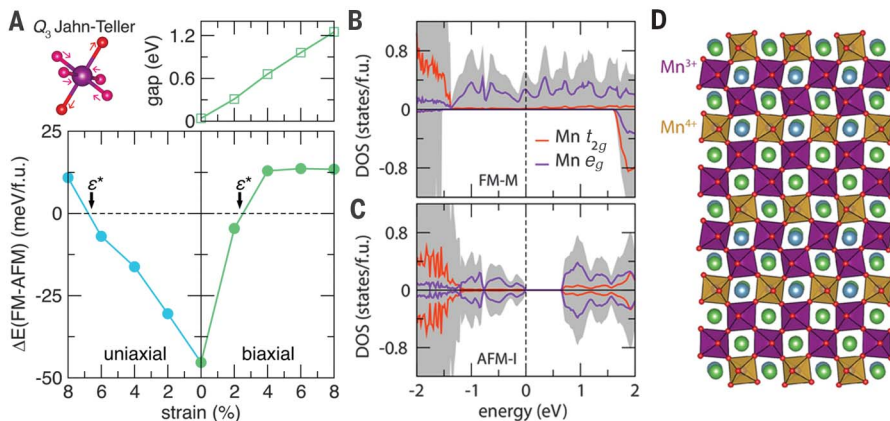 A
Q3 Jahn-Teller
gap (eV)
1.2
0.6
0
ΔE(FM-AFM) (meV/f.u.)
25
0
-25
-50
ε*
ε*
uniaxial
biaxial
8 6 4 2 0 2 4 6 8
strain (%)
B
DOS (states/f.u.)
0.8
0
-0.8
Mn t2g
Mn eg
FM-M
C
DOS (states/f.u.)
0.8
0
-0.8
AFM-I
-2 -1 0 1 2
energy (eV)
D
Mn3+
Mn4+